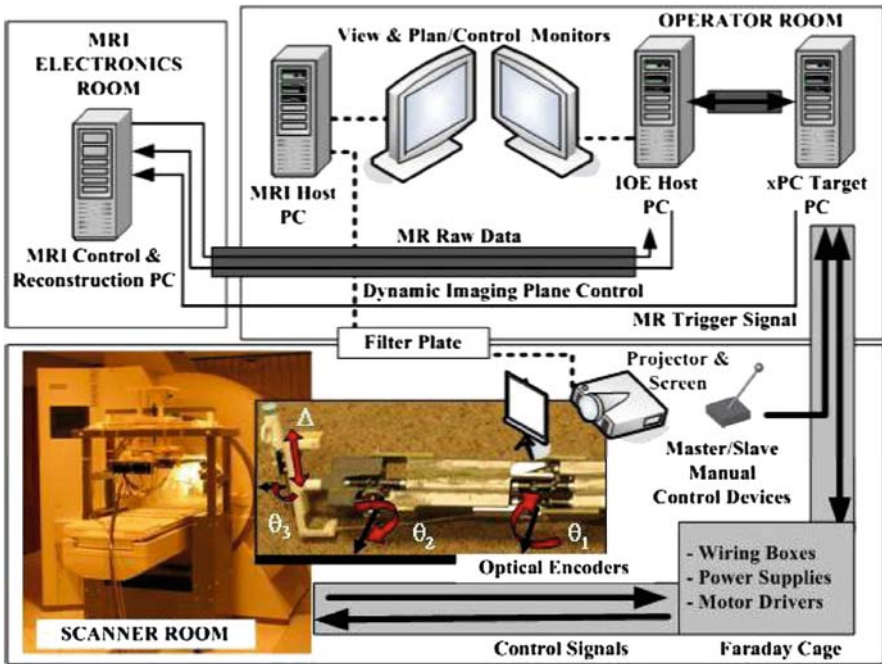 MRI
ELECTRONICS
ROOM
MRI Control &
Reconstruction PC
OPERATOR ROOM
View & Plan/Control Monitors
MRI Host
PC
IOE Host
PC
xPC Target
PC
MR Raw Data
Dynamic Imaging Plane Control
MR Trigger Signal
Filter Plate
Projector &
Screen
Master/Slave
Manual
Control Devices
Δ
θ3
θ2
θ1
Optical Encoders
- Wiring Boxes
- Power Supplies
- Motor Drivers
SCANNER ROOM
Control Signals
Faraday Cage